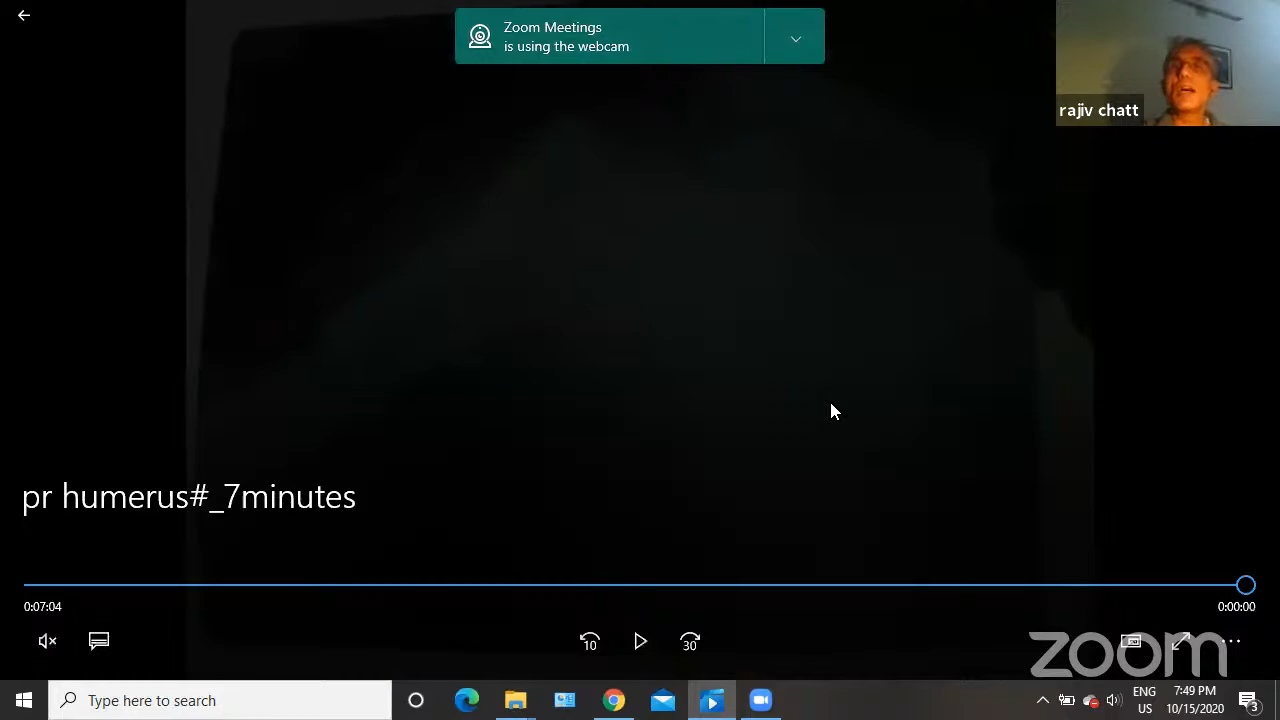 Zoom Meetings
is using the webcam
rajiv chatt
pr humerus#_7minutes
0:07:04
0:00:00
10
30
zoom
Type here to search
ENG
US
7:49 PM
10/15/2020
3